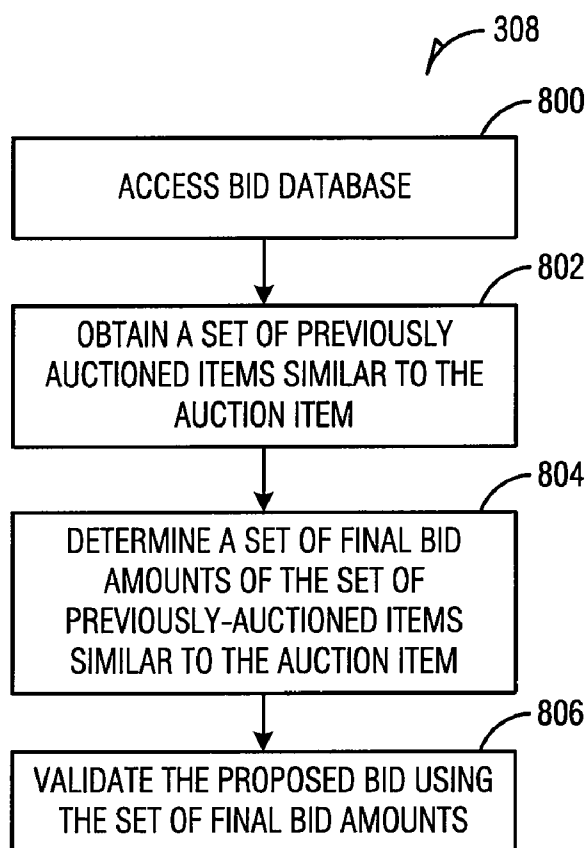 308
800
ACCESS BID DATABASE
802
OBTAIN A SET OF PREVIOUSLY
AUCTIONED ITEMS SIMILAR TO THE
AUCTION ITEM
804
DETERMINE A SET OF FINAL BID
AMOUNTS OF THE SET OF
PREVIOUSLY-AUCTIONED ITEMS
SIMILAR TO THE AUCTION ITEM
806
VALIDATE THE PROPOSED BID USING
THE SET OF FINAL BID AMOUNTS